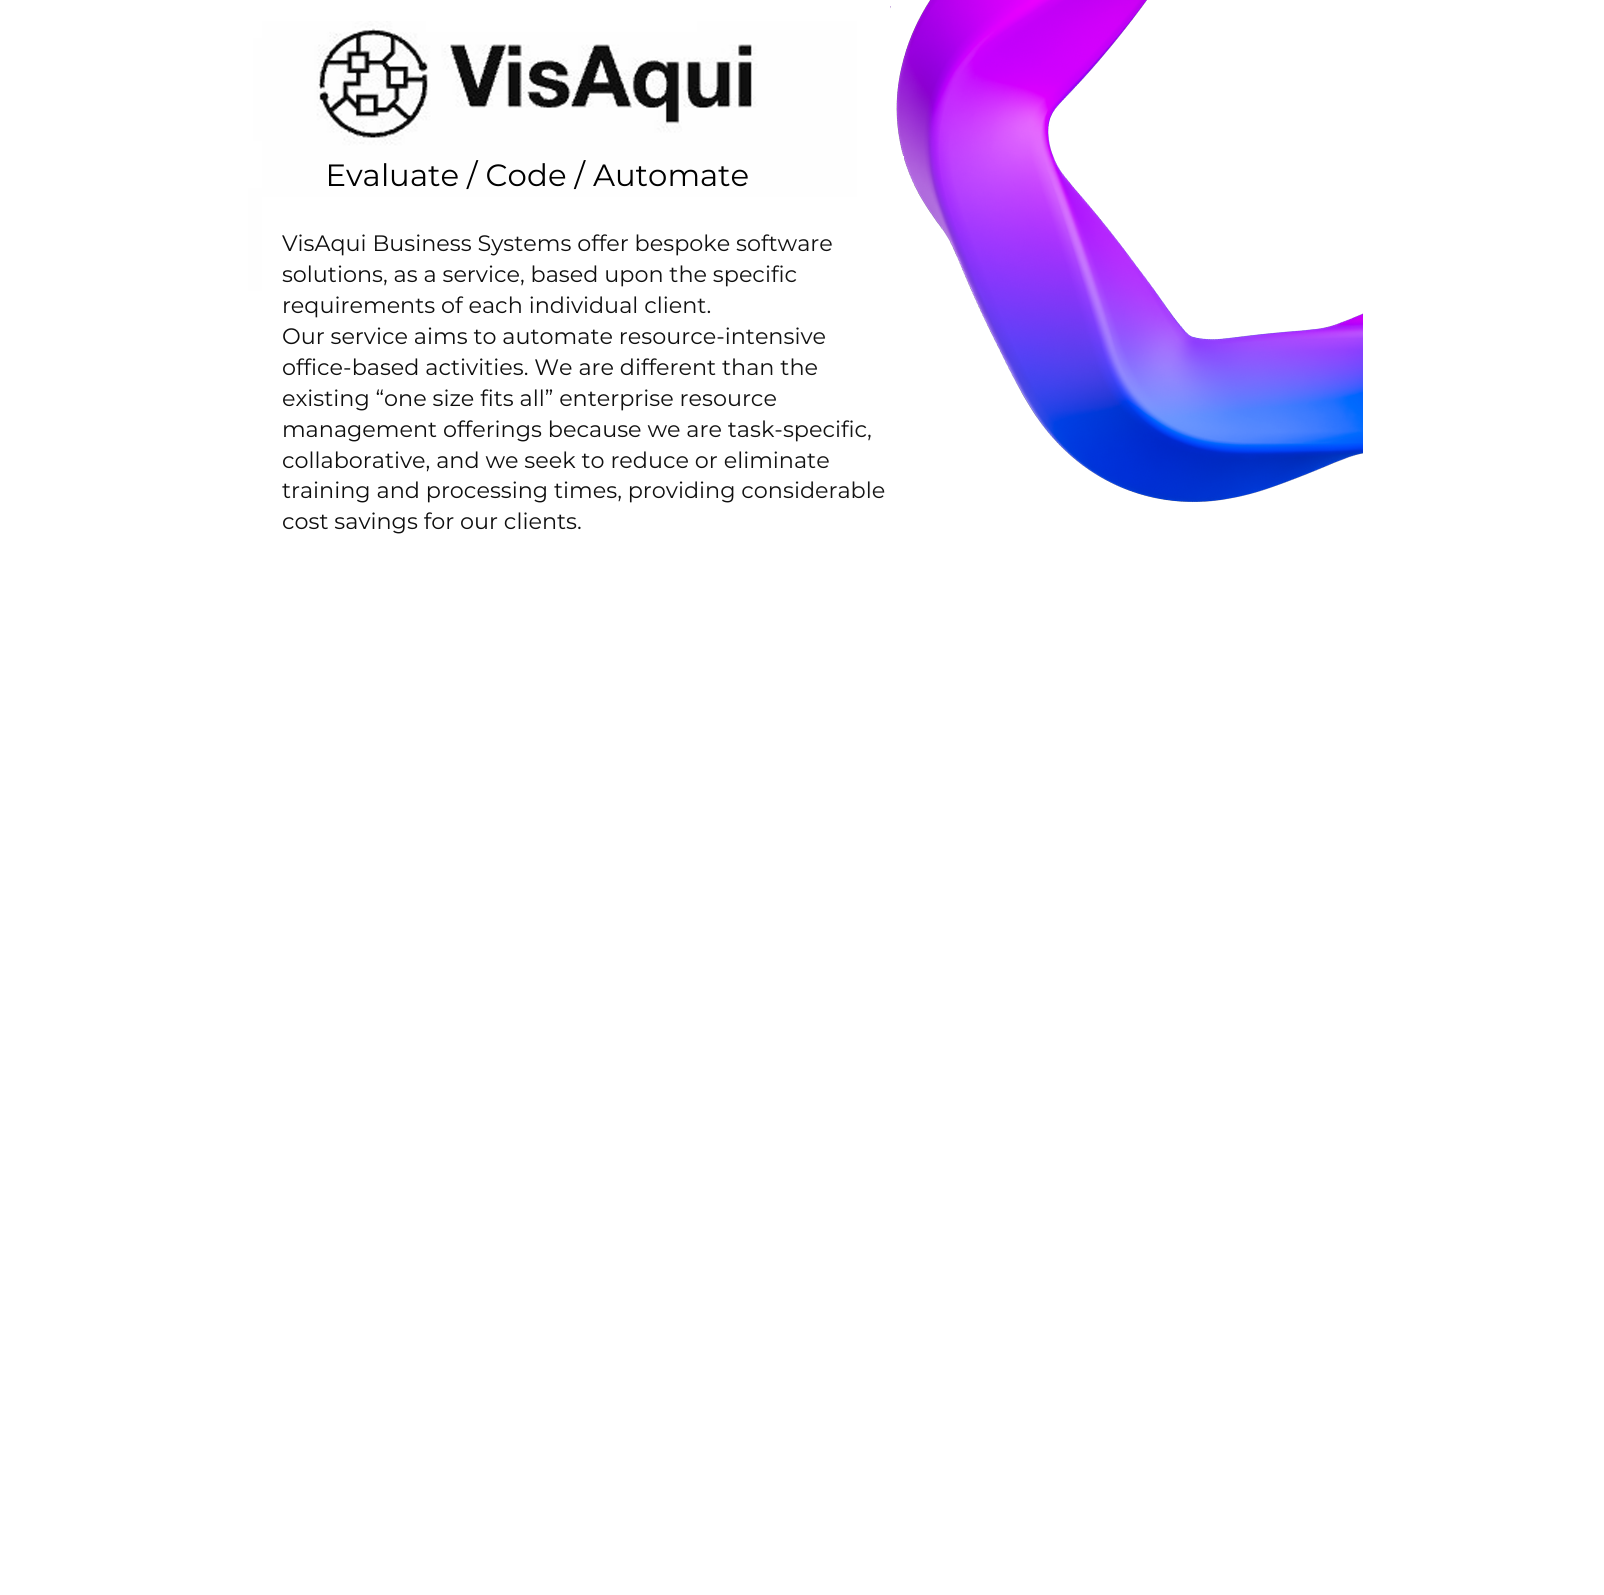 VisAqui
Evaluate / Code / Automate
VisAqui Business Systems offer bespoke software
solutions, as a service, based upon the specific
requirements of each individual client.
Our service aims to automate resource-intensive
office-based activities. We are different than the
existing “one size fits all” enterprise resource
management offerings because we are task-specific,
collaborative, and we seek to reduce or eliminate
training and processing times, providing considerable
cost savings for our clients.